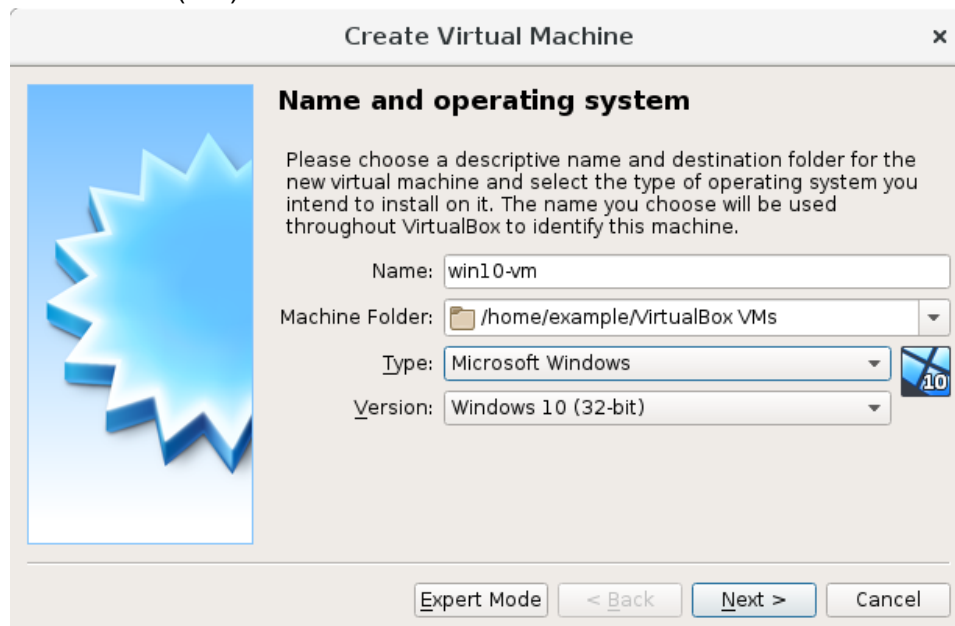 Create Virtual Machine
Name and operating system
Please choose a descriptive name and destination folder for the
new virtual machine and select the type of operating system you
intend to install on it. The name you choose will be used
throughout VirtualBox to identify this machine.
Name: win10-vm
Machine Folder: /home/example/VirtualBox VMs
Type: Microsoft Windows
10
Version: Windows 10 (32-bit)
Expert Mode < Back Next > Cancel